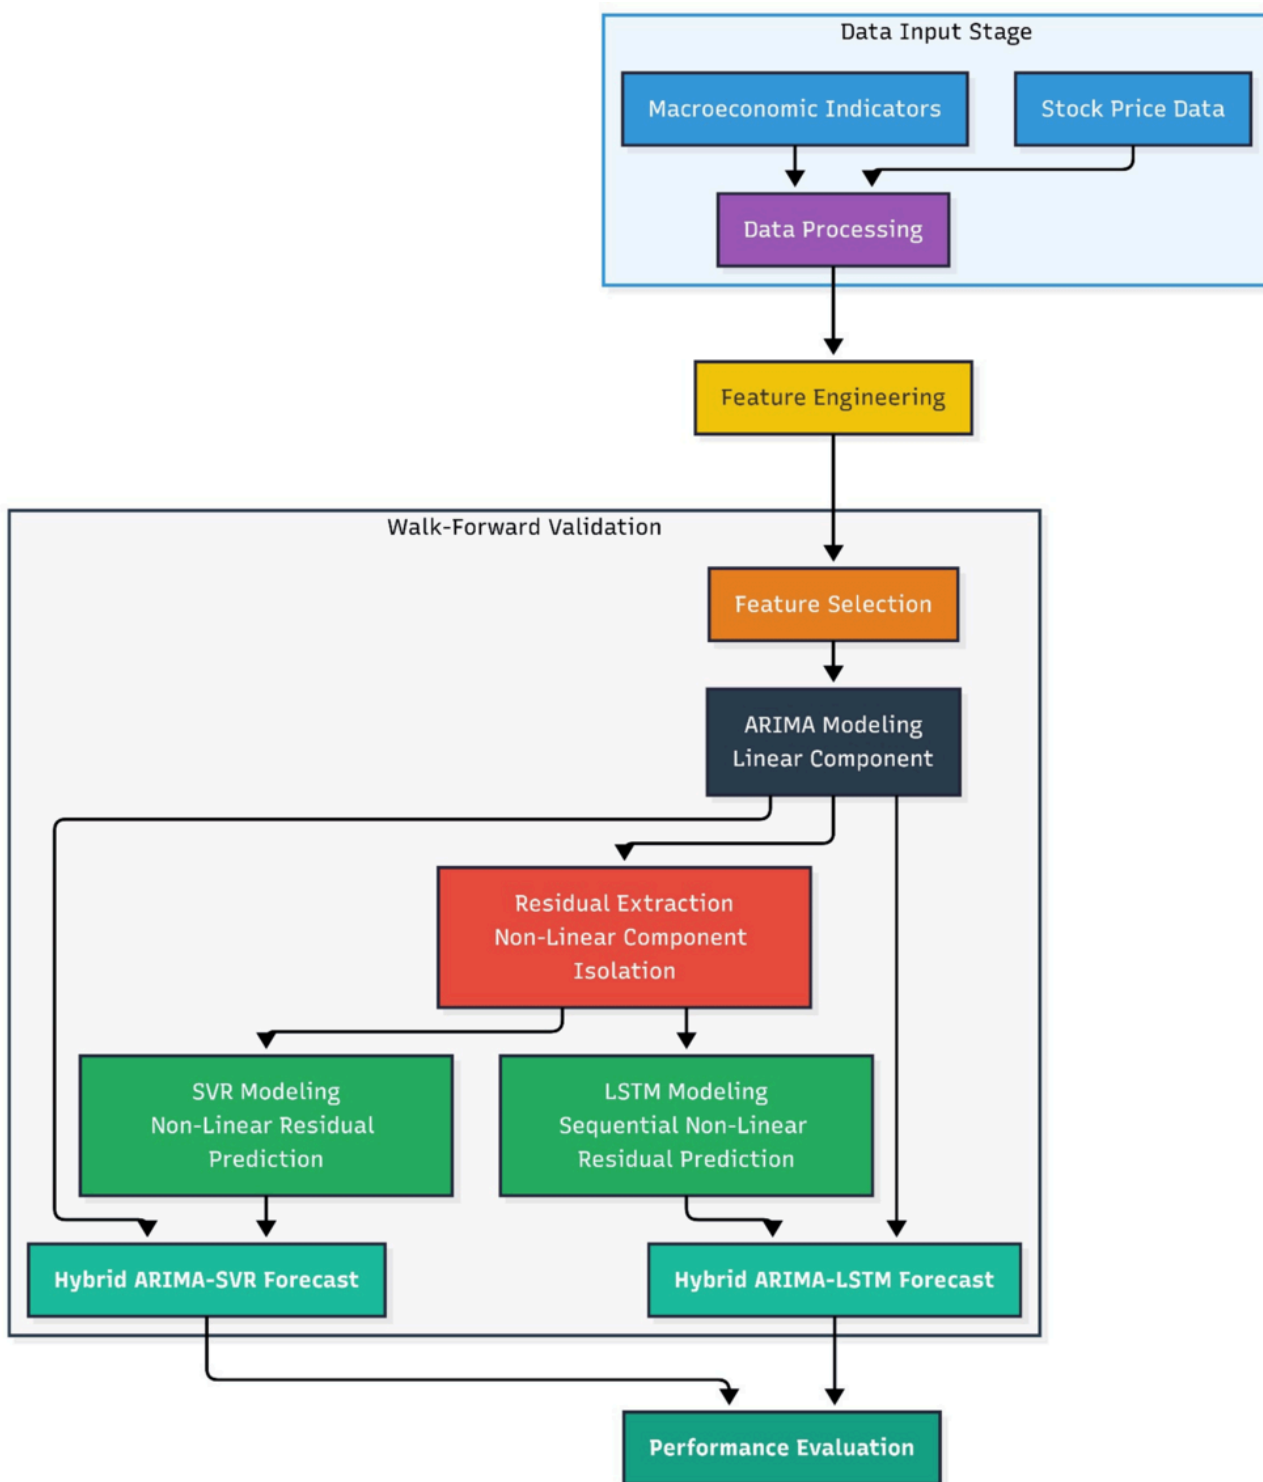 Data Input Stage
Macroeconomic Indicators
Stock Price Data
Data Processing
Feature Engineering
Walk-Forward Validation
Feature Selection
ARIMA Modeling
Linear Component
Residual Extraction
Non-Linear Component
Isolation
SVR Modeling
Non-Linear Residual
Prediction
LSTM Modeling
Sequential Non-Linear
Residual Prediction
Hybrid ARIMA-SVR Forecast
Hybrid ARIMA-LSTM Forecast
Performance Evaluation